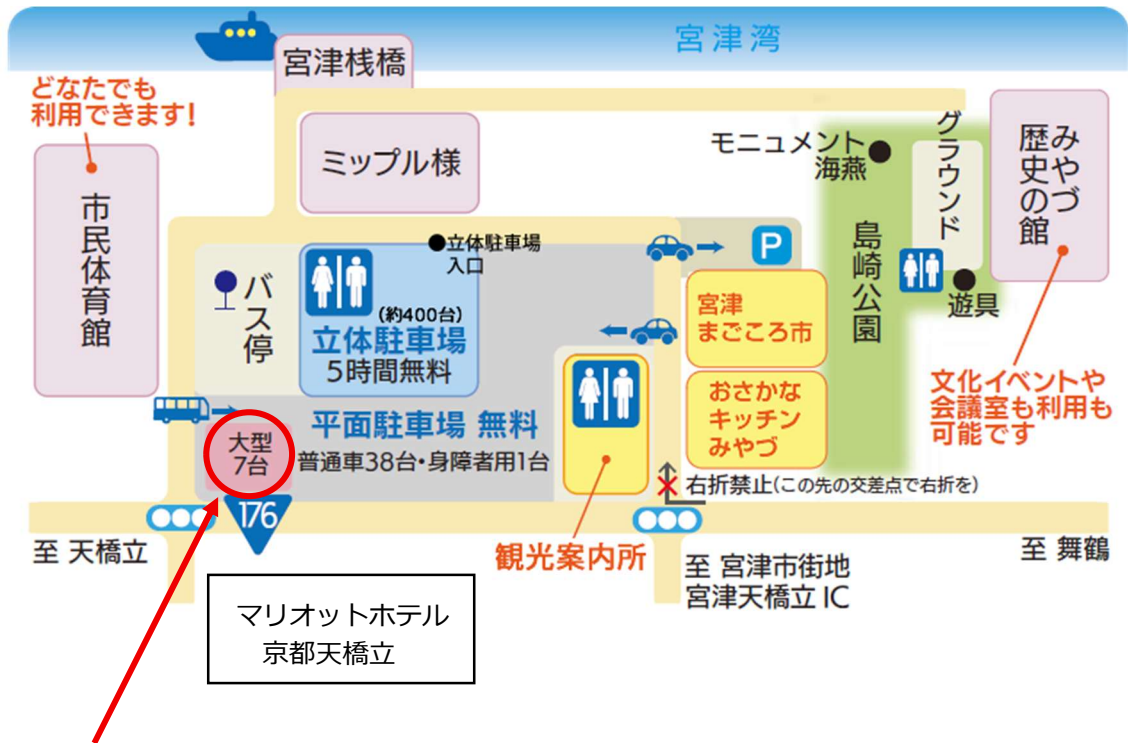 宮津湾
宮津桟橋
どなたでも
利用できます!
市民体育館
ミップル様
モニュメント
海燕
グラウンド
みやづ
歴史の館
島崎公園
遊具
文化イベントや
会議室も利用も
可能です
バス停
立体駐車場
入口
(約400台)
立体駐車場
5時間無料
P
宮津
まごころ市
おさかな
キッチン
みやづ
平面駐車場 無料
普通車38台・身障者用1台
大型
7台
右折禁止(この先の交差点で右折を)
176
至 天橋立
観光案内所
至 宮津市街地
宮津天橋立 IC
至 舞鶴
マリオットホテル
京都天橋立